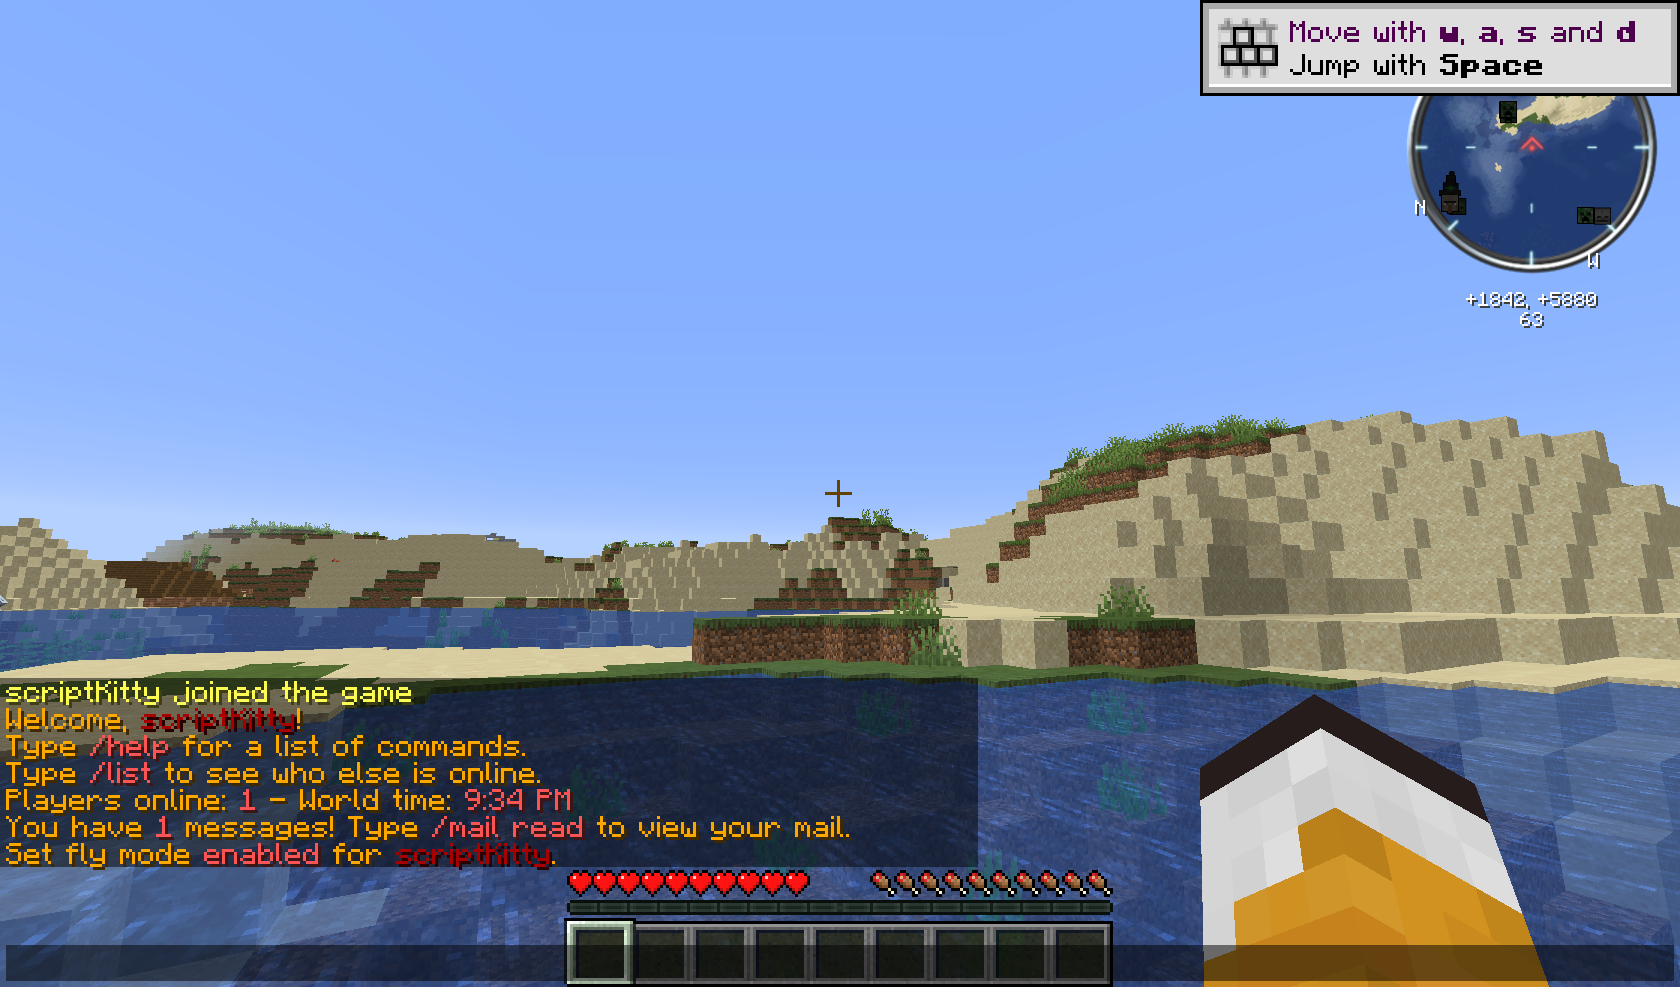 Move with w, a, s and d
Jump with Space
N
W
+1842, +5880
63
scriptKitty joined the game
Welcome, scriptKitty!
Type /help for a list of commands.
Type /list to see who else is online.
Players online: 1 - World time: 9:34 PM
You have 1 messages! Type /mail read to view your mail.
Set fly mode enabled for scriptKitty.